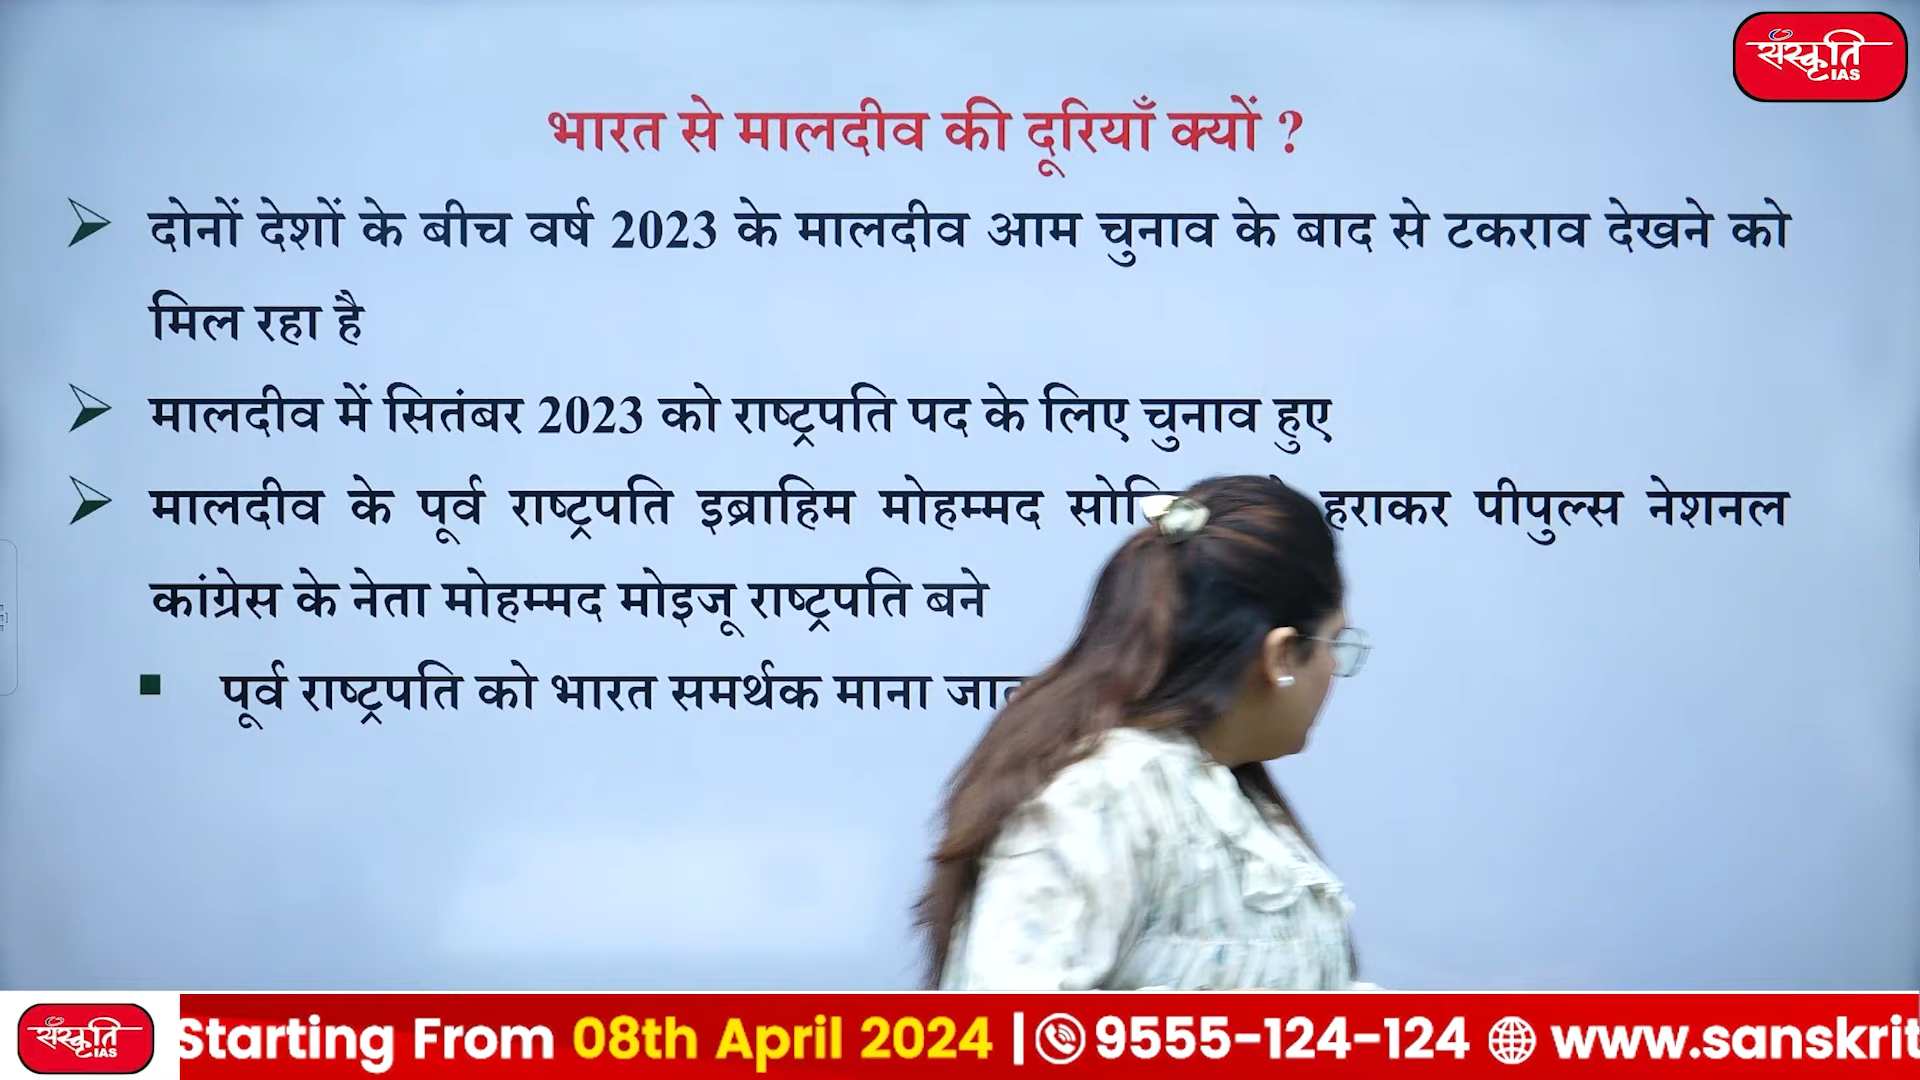 संस्कृति
IAS
भारत से मालदीव की दूरियाँ क्यों ?
दोनों देशों के बीच वर्ष 2023 के मालदीव आम चुनाव के बाद से टकराव देखने को
मिल रहा है
मालदीव में सितंबर 2023 को राष्ट्रपति पद के लिए चुनाव हुए
मालदीव के पूर्व राष्ट्रपति इब्राहिम मोहम्मद हराकर पीपुल्स नेशनल
कांग्रेस के नेता मोहम्मद मोइजू राष्ट्रपति बने
पूर्व राष्ट्रपति को भारत समर्थक माना
संस्कृति
IAS
Starting From 08th April 2024 | 9555-124-124 www.sanskrit